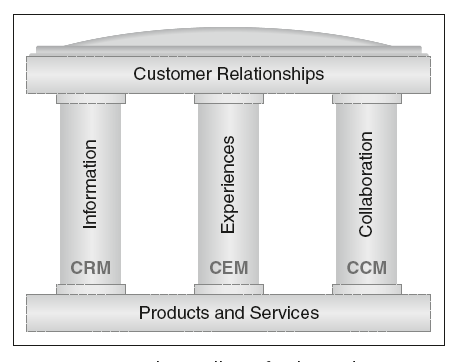 Customer Relationships
Information
Experiences
Collaboration
CRM
CEM
CCM
Products and Services